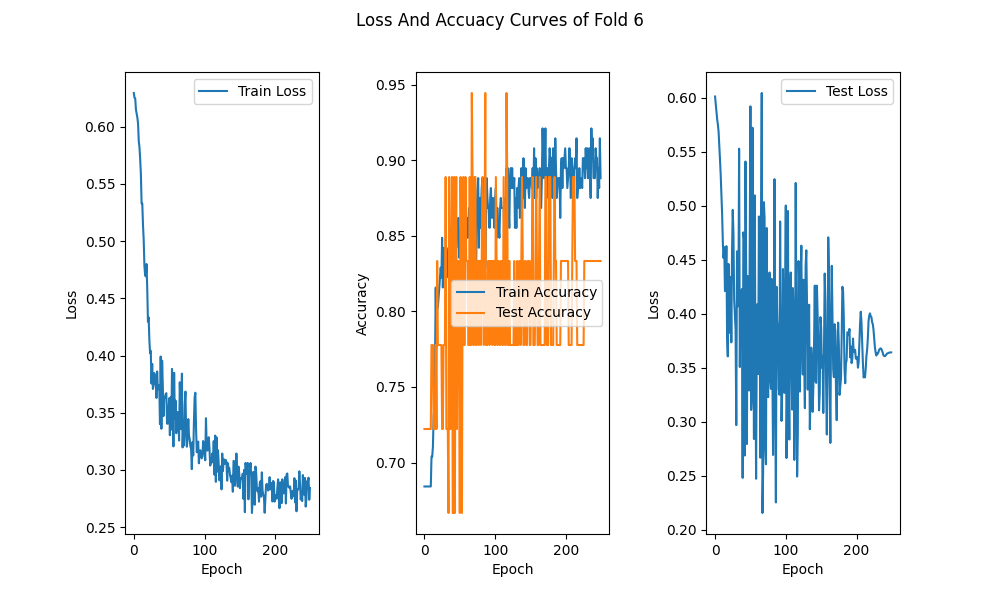 Loss And Accuacy Curves of Fold 6
Loss
0.60
0.55
0.50
0.45
0.40
0.35
0.30
0.25
0
100
200
Epoch
Train Loss
Accuracy
0.95
0.90
0.85
0.80
0.75
0.70
0
100
200
Epoch
Train Accuracy
Test Accuracy
Loss
0.60
0.55
0.50
0.45
0.40
0.35
0.30
0.25
0.20
0
100
200
Epoch
Test Loss